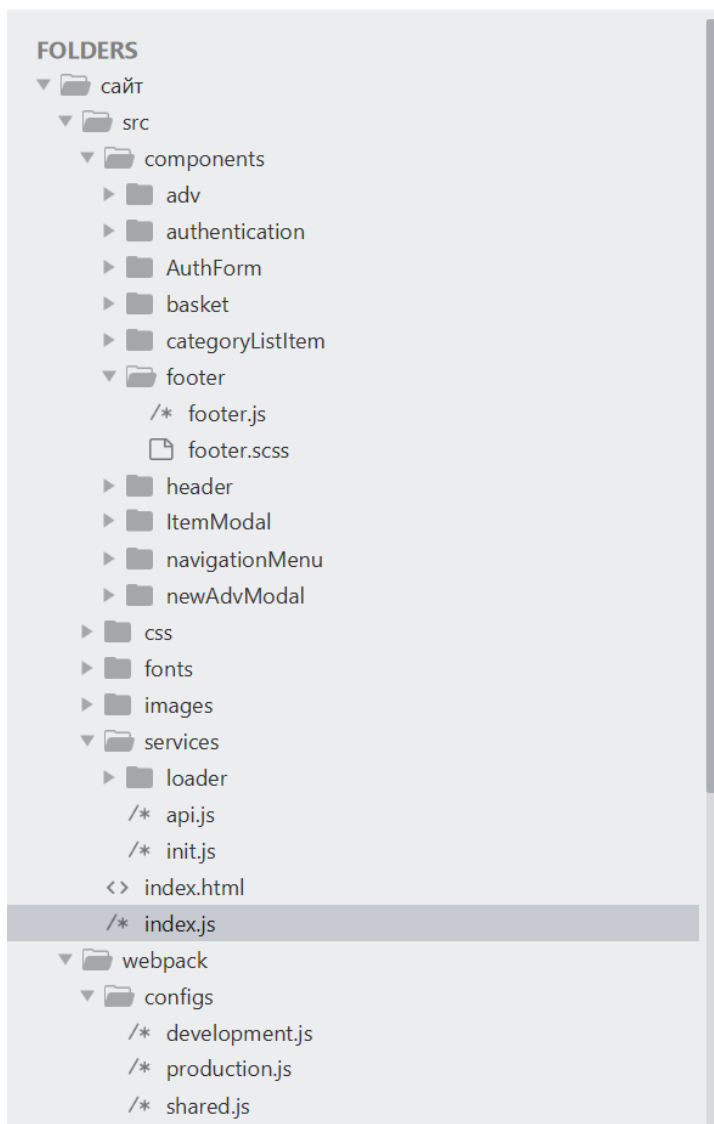 FOLDERS
сайт
src
components
adv
authentication
AuthForm
basket
categoryListItem
footer
/* footer.js
footer.scss
header
ItemModal
navigationMenu
newAdvModal
css
fonts
images
services
loader
/* api.js
/* init.js
<> index.html
/* index.js
webpack
configs
/* development.js
/* production.js
/* shared.js